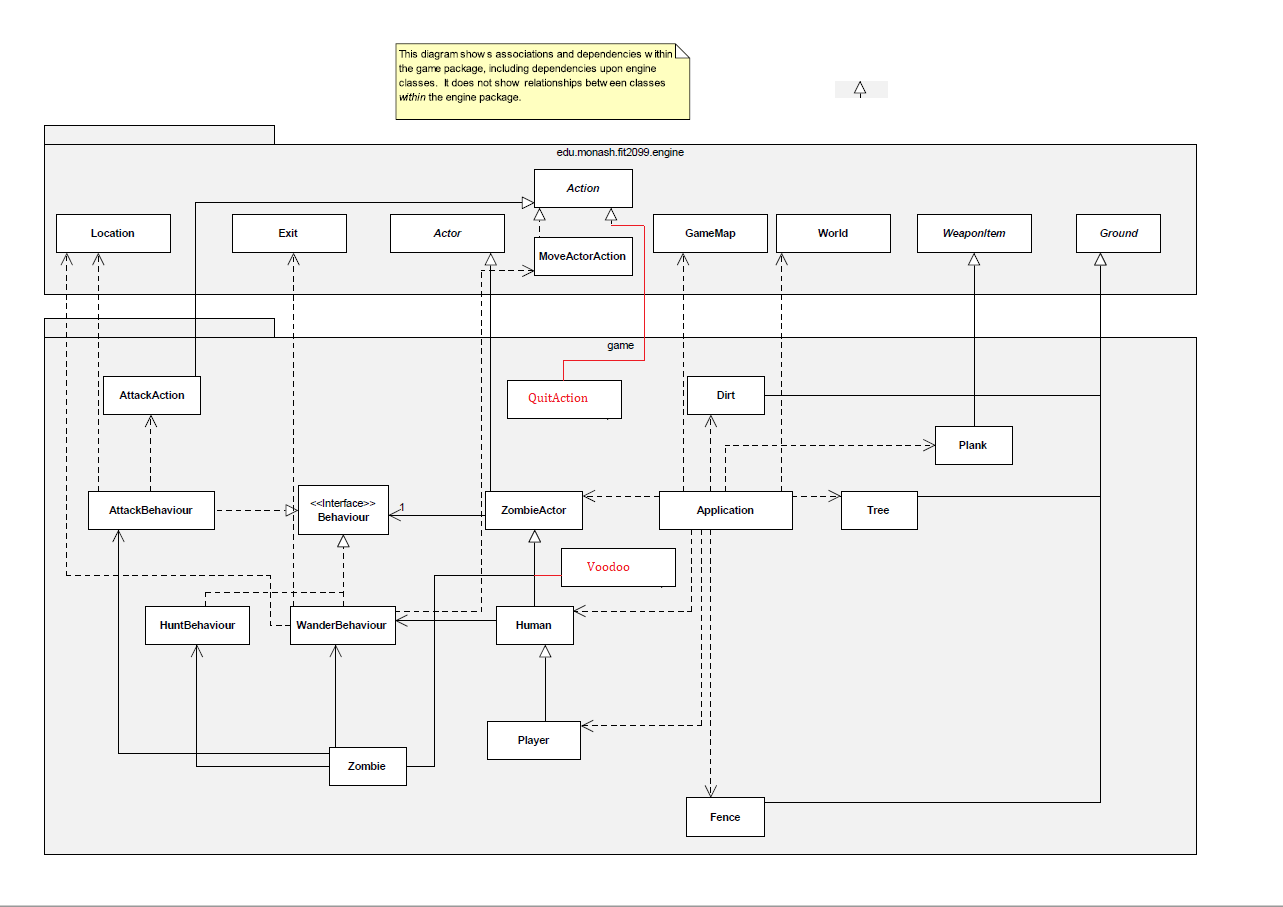 This diagram shows associations and dependencies within
the game package, including dependencies upon engine
classes. It does not show relationships between classes
within the engine package.
edu.monash.fit2099.engine
Action
Location
Exit
Actor
GameMap
World
WeaponItem
Ground
MoveActorAction
game
AttackAction
QuitAction
Dirt
Plank
AttackBehaviour
<<Interface>>
Behaviour
1
ZombieActor
Application
Tree
Voodoo
HuntBehaviour
WanderBehaviour
Human
Player
Zombie
Fence